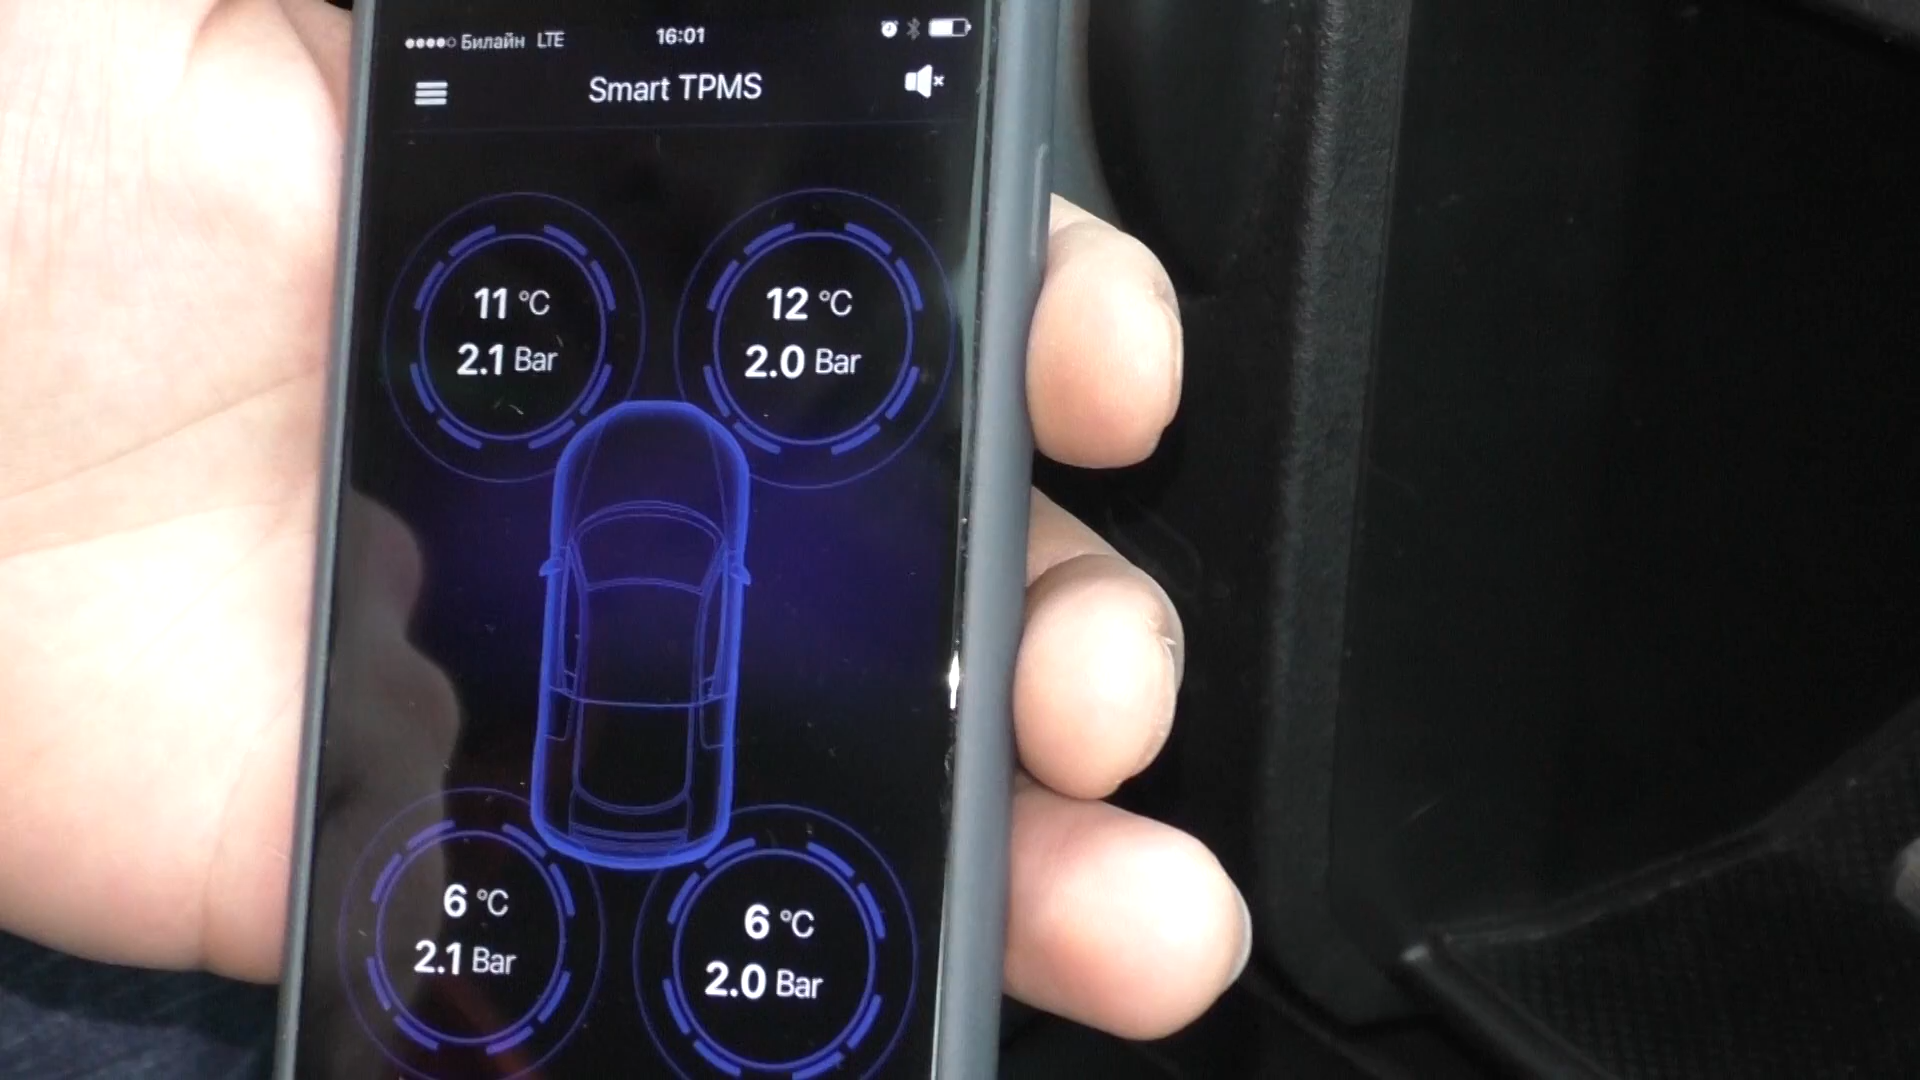 Билайн LTE 16:01
Smart TPMS
11 °C
2.1 Bar
12 °C
2.0 Bar
6 °C
2.1 Bar
6 °C
2.0 Bar